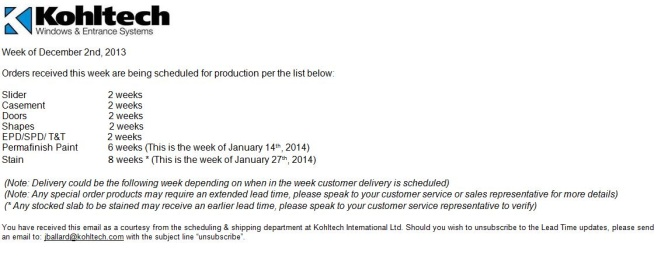 Kohltech
Windows & Entrance Systems
Week of December 2nd, 2013
Orders received this week are being scheduled for production per the list below:
Slider 2 weeks
Casement 2 weeks
Doors 2 weeks
Shapes 2 weeks
EPD/SPD/ T&T 2 weeks
Permafinish Paint 6 weeks (This is the week of January 14th, 2014)
Stain 8 weeks * (This is the week of January 27th, 2014)
(Note: Delivery could be the following week depending on when in the week customer delivery is scheduled)
(Note: Any special order products may require an extended lead time, please speak to your customer service or sales representative for more details)
(* Any stocked slab to be stained may receive an earlier lead time, please speak to your customer service representative to verify)
You have received this email as a courtesy from the scheduling & shipping department at Kohltech International Ltd. Should you wish to unsubscribe to the Lead Time updates, please send
an email to: jballard@kohltech.com with the subject line "unsubscribe".